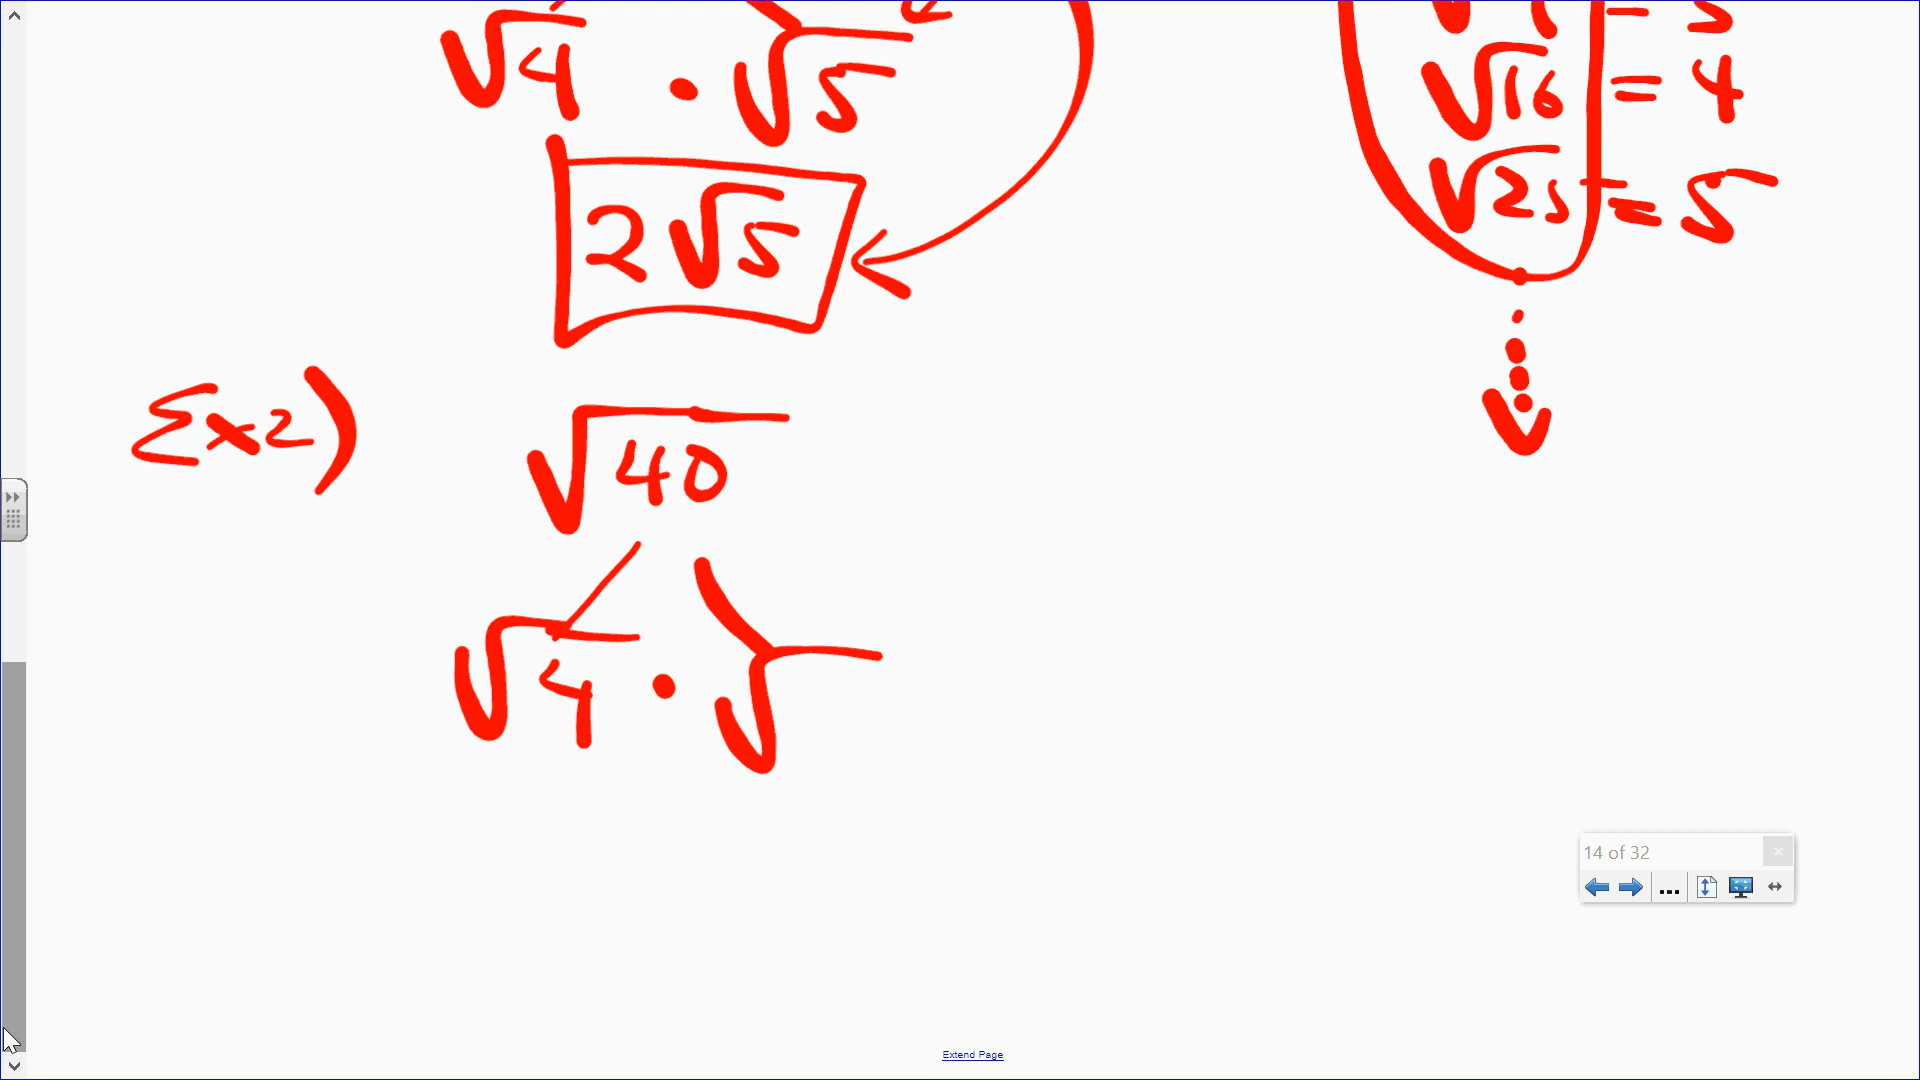 √4 · √5
2√5
√16 = 4
√25 = 5
Ex2)
√40
√4 · √
14 of 32
...
Extend Page